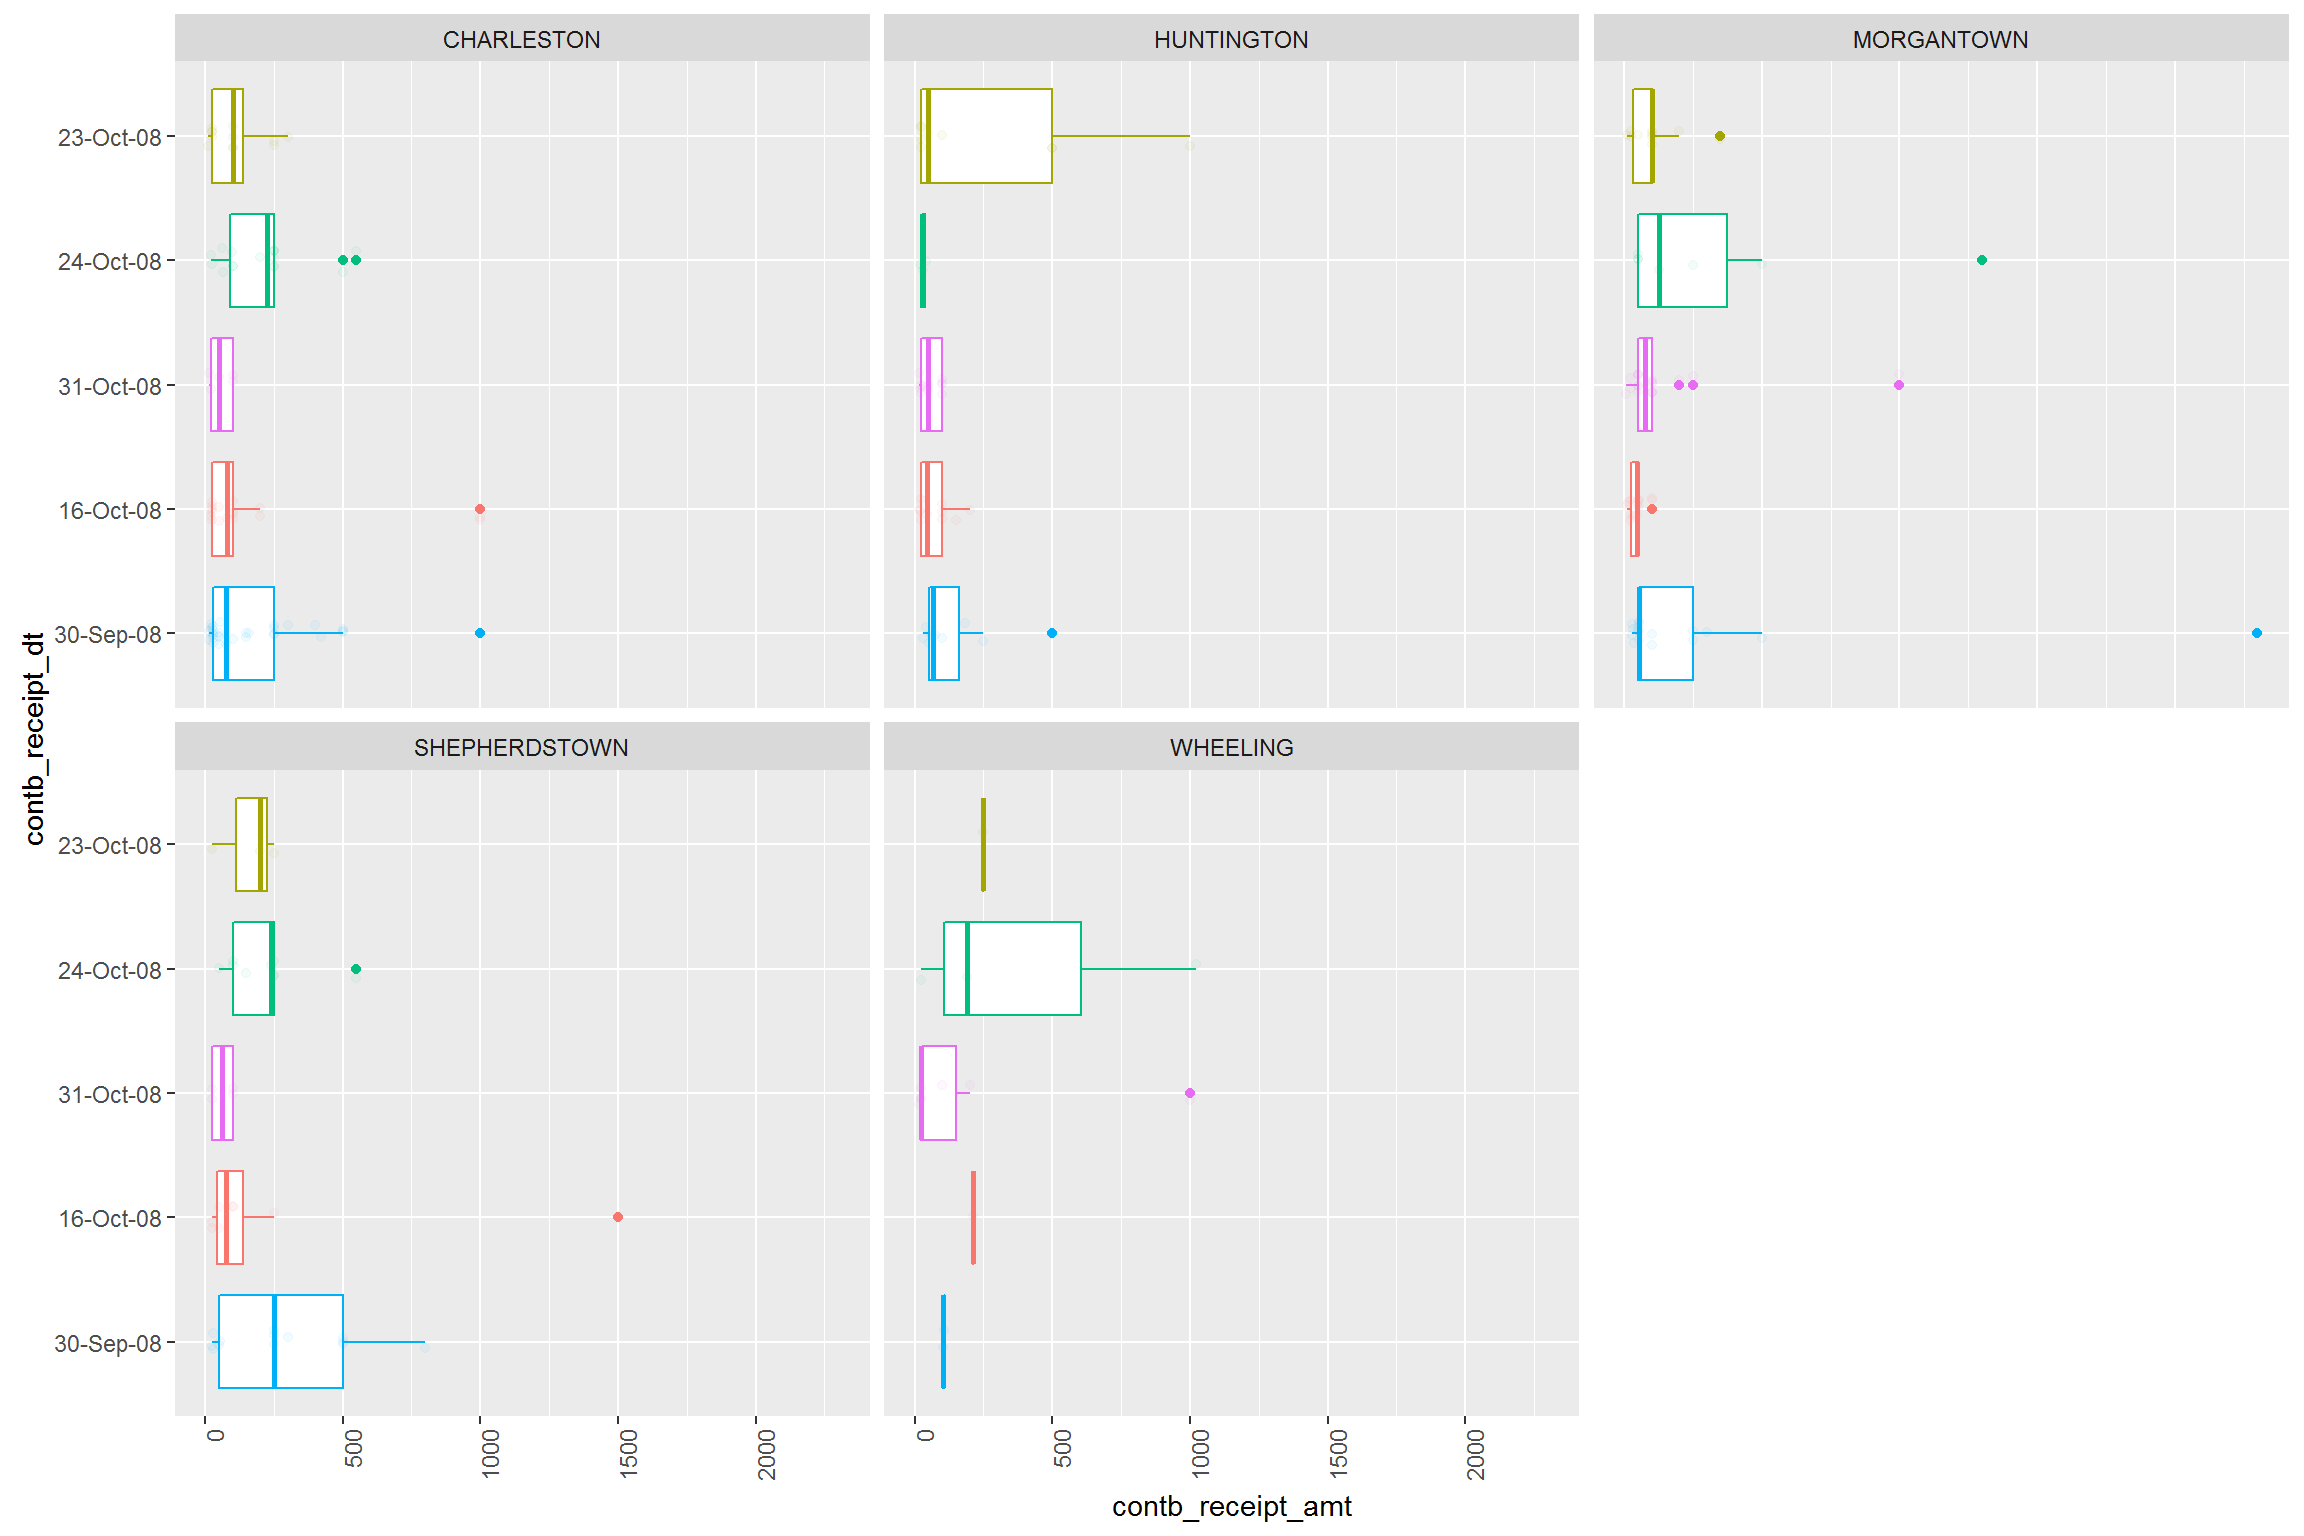 CHARLESTON
HUNTINGTON
MORGANTOWN
23-Oct-08
24-Oct-08
31-Oct-08
16-Oct-08
30-Sep-08
SHEPHERDSTOWN
WHEELING
23-Oct-08
24-Oct-08
31-Oct-08
16-Oct-08
30-Sep-08
contb_receipt_dt
0
500
1000
1500
2000
0
500
1000
1500
2000
contb_receipt_amt